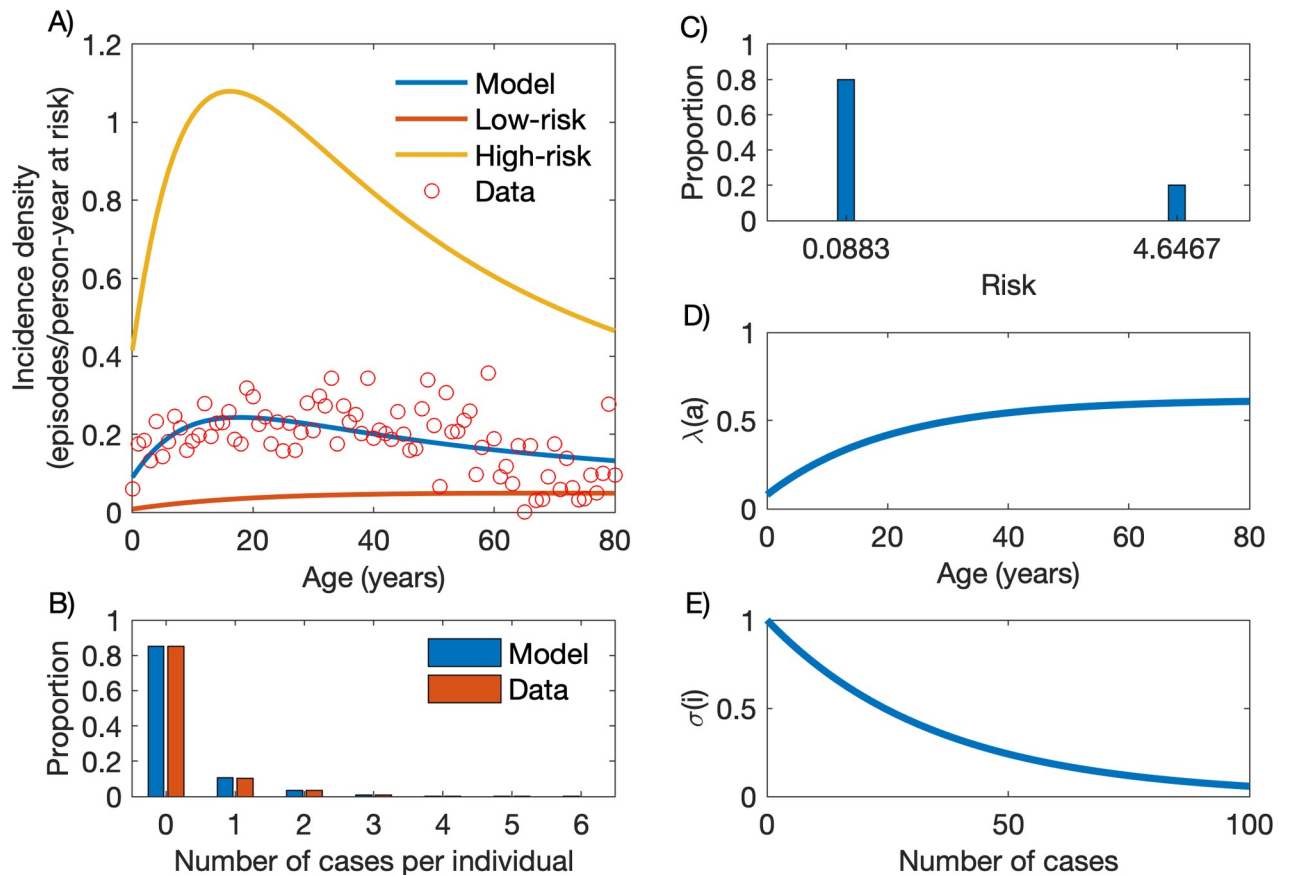 A)
Incidence density
(episodes/person-year at risk)
1.2
1
0.8
0.6
0.4
0.2
0
Model
Low-risk
High-risk
Data
0 20 40 60 80
Age (years)
B)
Proportion
1
0.8
0.6
0.4
0.2
0
Model
Data
0 1 2 3 4 5 6
Number of cases per individual
C)
Proportion
1
0.8
0.6
0.4
0.2
0
0.0883 4.6467
Risk
D)
λ(a)
1
0.5
0
0 20 40 60 80
Age (years)
E)
σ(i)
1
0.5
0
0 50 100
Number of cases